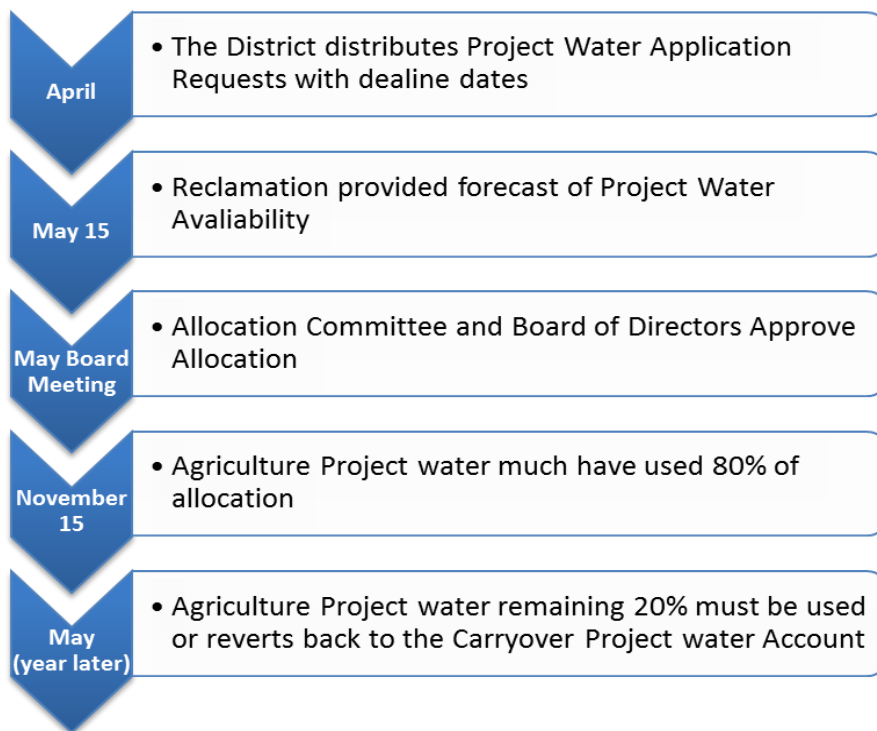 April
• The District distributes Project Water Application
Requests with dealine dates
May 15
• Reclamation provided forecast of Project Water
Avaliability
May Board
Meeting
• Allocation Committee and Board of Directors Approve
Allocation
November
15
• Agriculture Project water much have used 80% of
allocation
May
(year later)
• Agriculture Project water remaining 20% must be used
or reverts back to the Carryover Project water Account